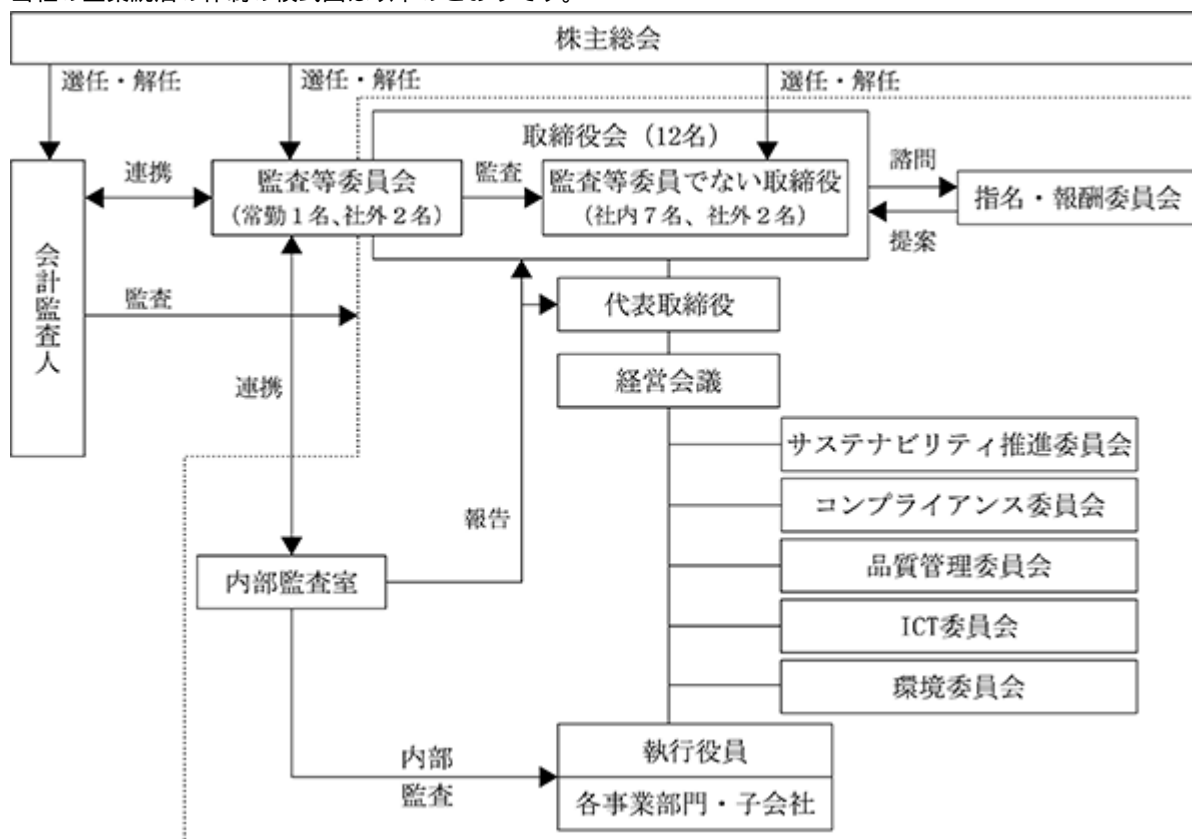 当社の企業統治の体制の模式図は以下のとおりです。
株主総会
選任・解任
選任・解任
選任・解任
取締役会（12名）
連携
監査等委員会
（常勤１名、社外２名）
監査
監査等委員でない取締役
（社内７名、社外２名）
諮問
指名・報酬委員会
提案
会計監査人
監査
代表取締役
連携
経営会議
サステナビリティ推進委員会
コンプライアンス委員会
報告
内部監査室
品質管理委員会
ICT委員会
環境委員会
内部
監査
執行役員
各事業部門・子会社